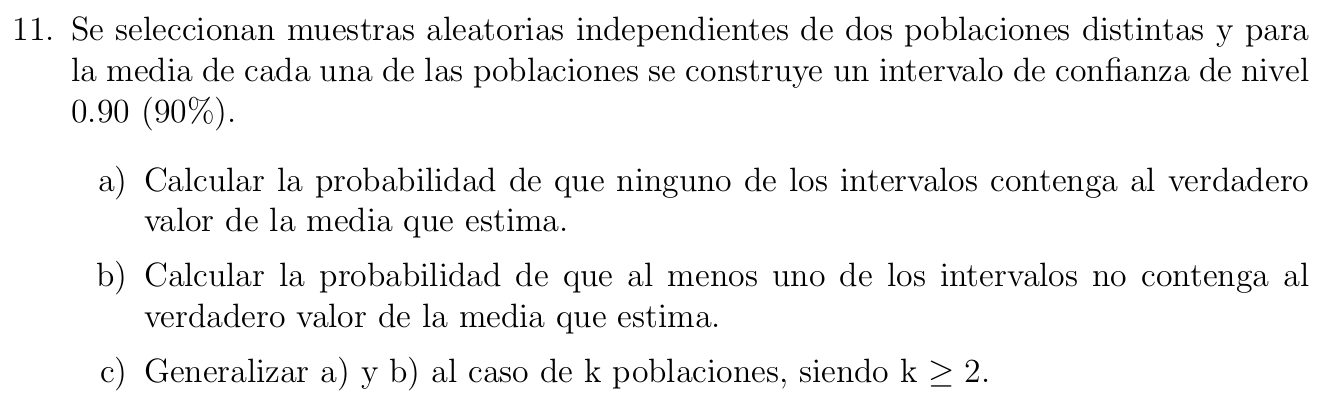 11. Se seleccionan muestras aleatorias independientes de dos poblaciones distintas y para
la media de cada una de las poblaciones se construye un intervalo de confianza de nivel
0.90 (90%).
a) Calcular la probabilidad de que ninguno de los intervalos contenga al verdadero
valor de la media que estima.
b) Calcular la probabilidad de que al menos uno de los intervalos no contenga al
verdadero valor de la media que estima.
c) Generalizar a) y b) al caso de k poblaciones, siendo k ≥ 2.